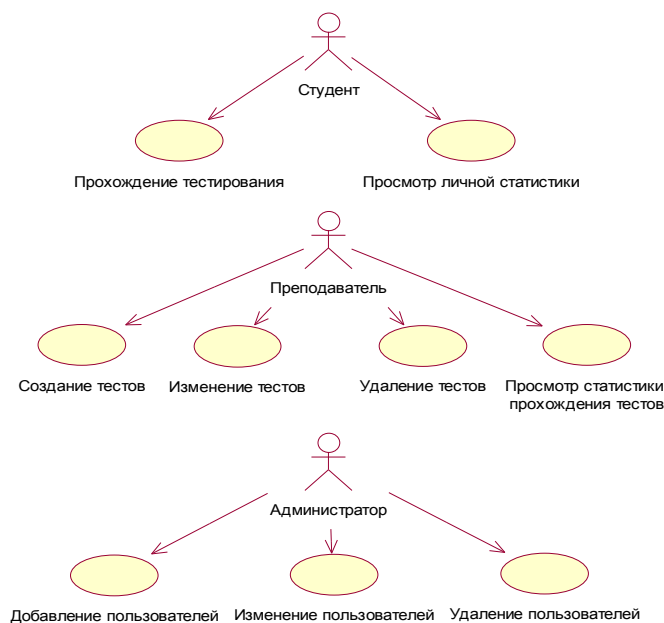 Студент
Прохождение тестирования
Просмотр личной статистики
Преподаватель
Создание тестов
Изменение тестов
Удаление тестов
Просмотр статистики
прохождения тестов
Администратор
Добавление пользователей
Изменение пользователей
Удаление пользователей